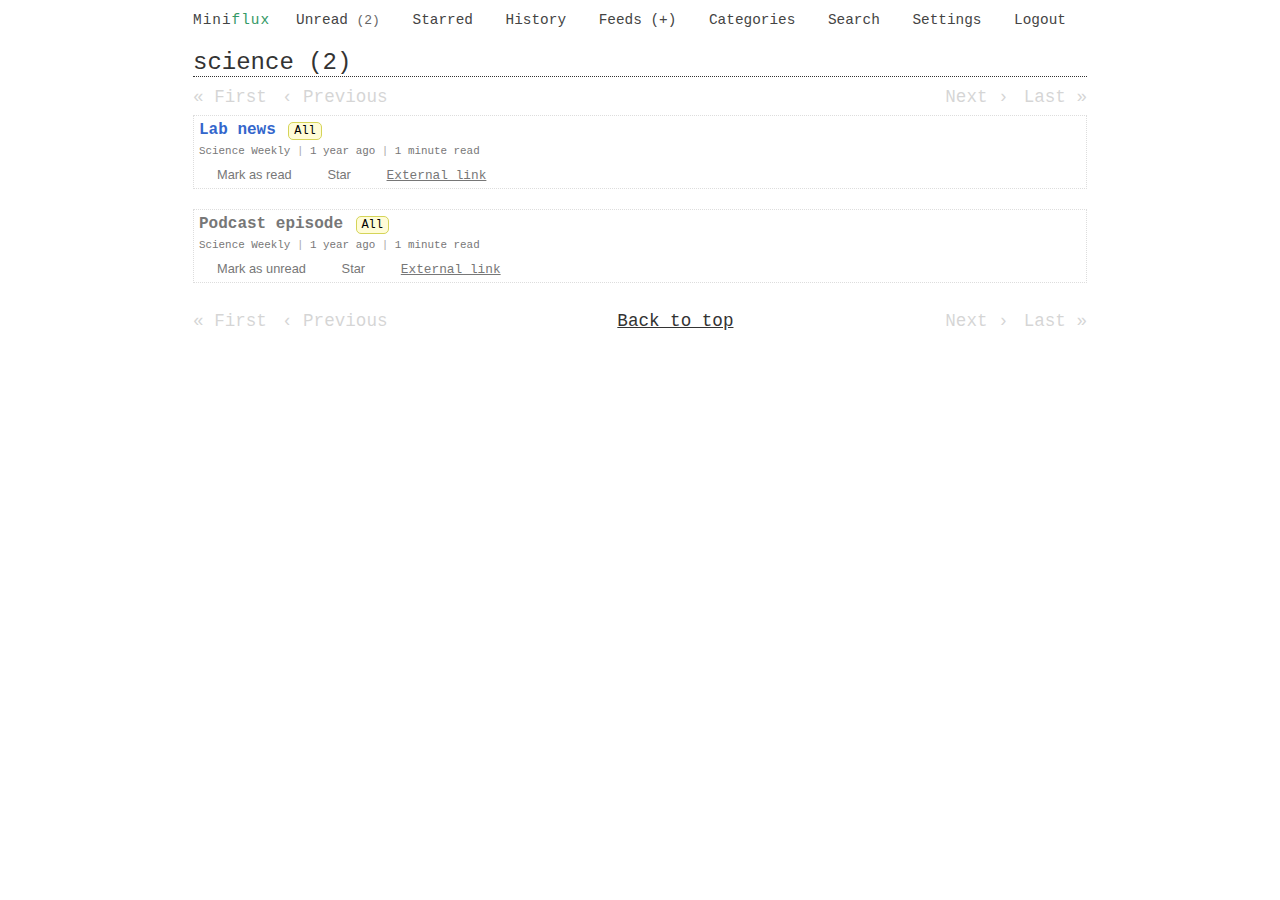 Miniflux Unread (2) Starred History Feeds (+) Categories Search Settings Logout
science (2)
« First ‹ Previous Next › Last »
Lab news All
Science Weekly | 1 year ago | 1 minute read
Mark as read Star External link
Podcast episode All
Science Weekly | 1 year ago | 1 minute read
Mark as unread Star External link
« First ‹ Previous Back to top Next › Last »